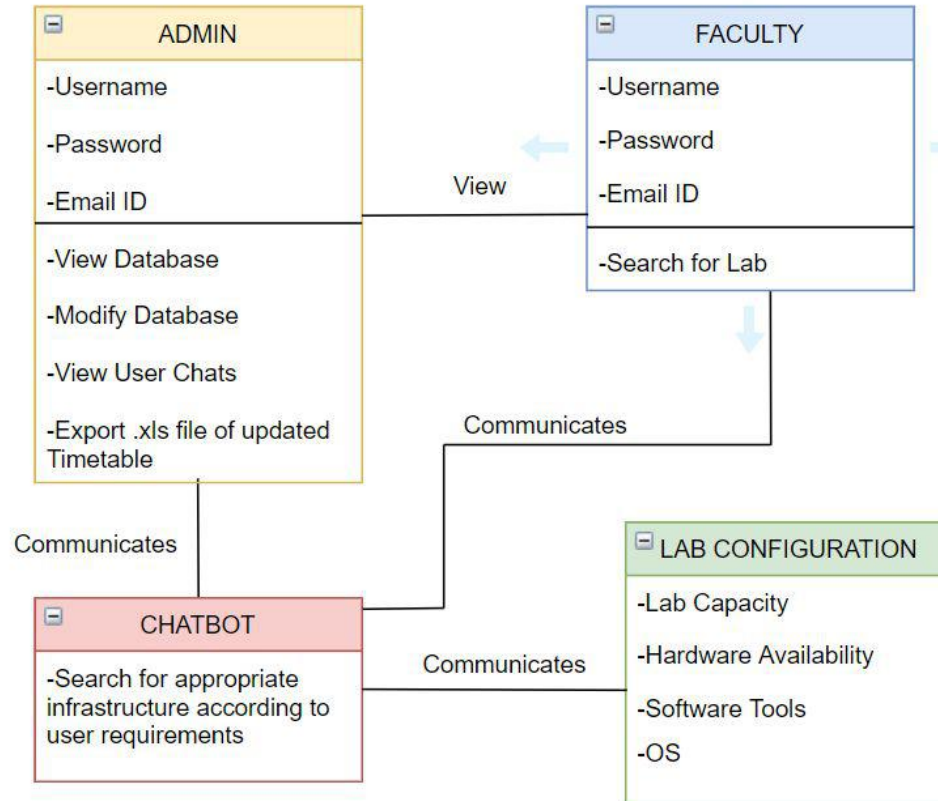 ADMIN
-Username
-Password
-Email ID
-View Database
-Modify Database
-View User Chats
-Export .xls file of updated
Timetable
View
FACULTY
-Username
-Password
-Email ID
-Search for Lab
Communicates
Communicates
CHATBOT
-Search for appropriate
infrastructure according to
user requirements
Communicates
LAB CONFIGURATION
-Lab Capacity
-Hardware Availability
-Software Tools
-OS